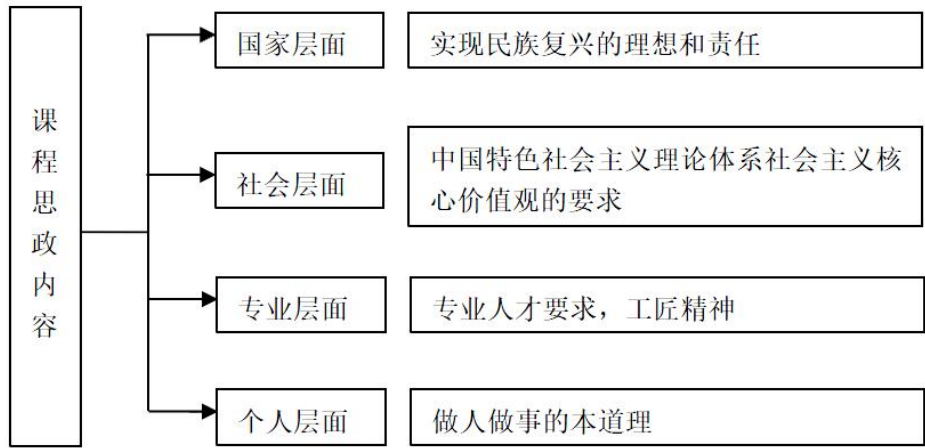 课程思政内容
国家层面
实现民族复兴的理想和责任
社会层面
中国特色社会主义理论体系社会主义核
心价值观的要求
专业层面
专业人才要求，工匠精神
个人层面
做人做事的本道理